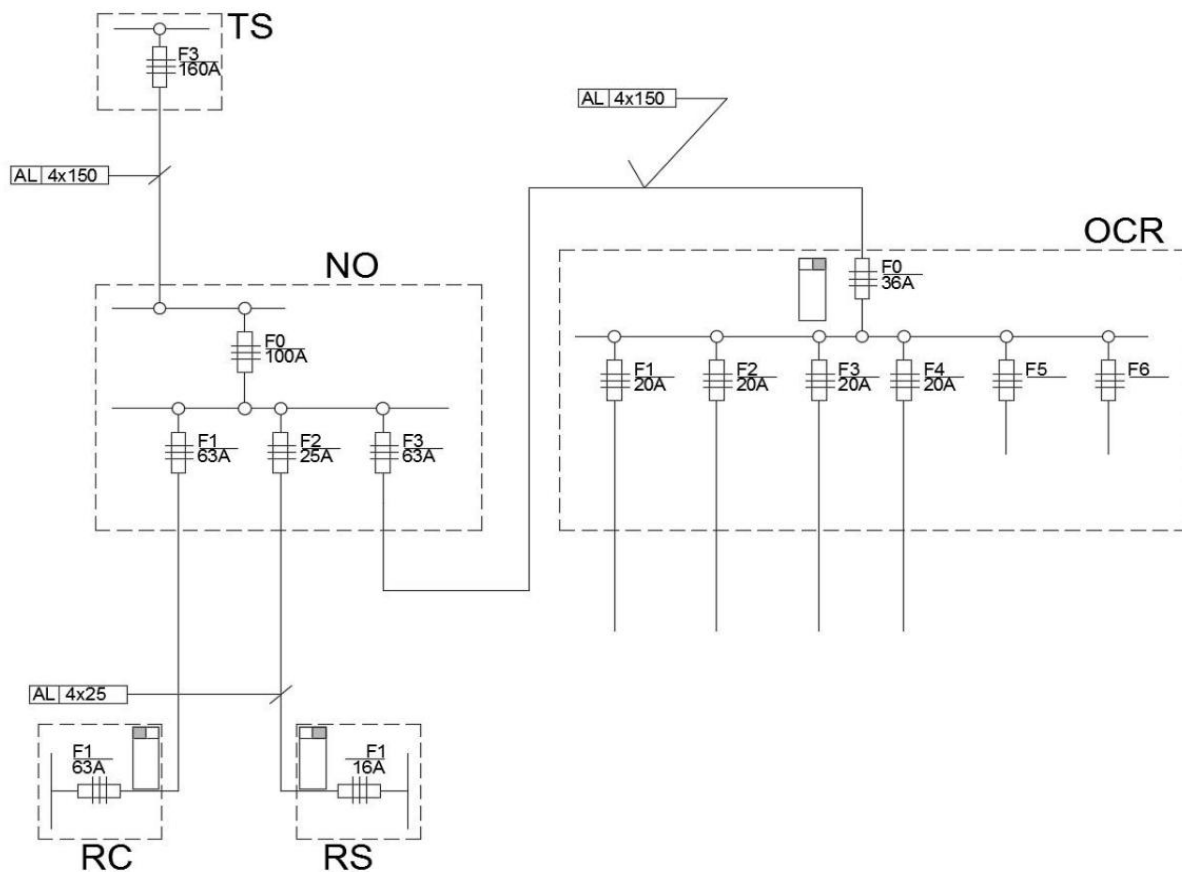 TS
F3
160A
AL 4x150
AL 4x150
NO
OCR
F0
36A
F0
100A
F1
20A
F2
20A
F3
20A
F4
20A
F5
F6
F1
63A
F2
25A
F3
63A
AL 4x25
F1
63A
F1
16A
RC
RS